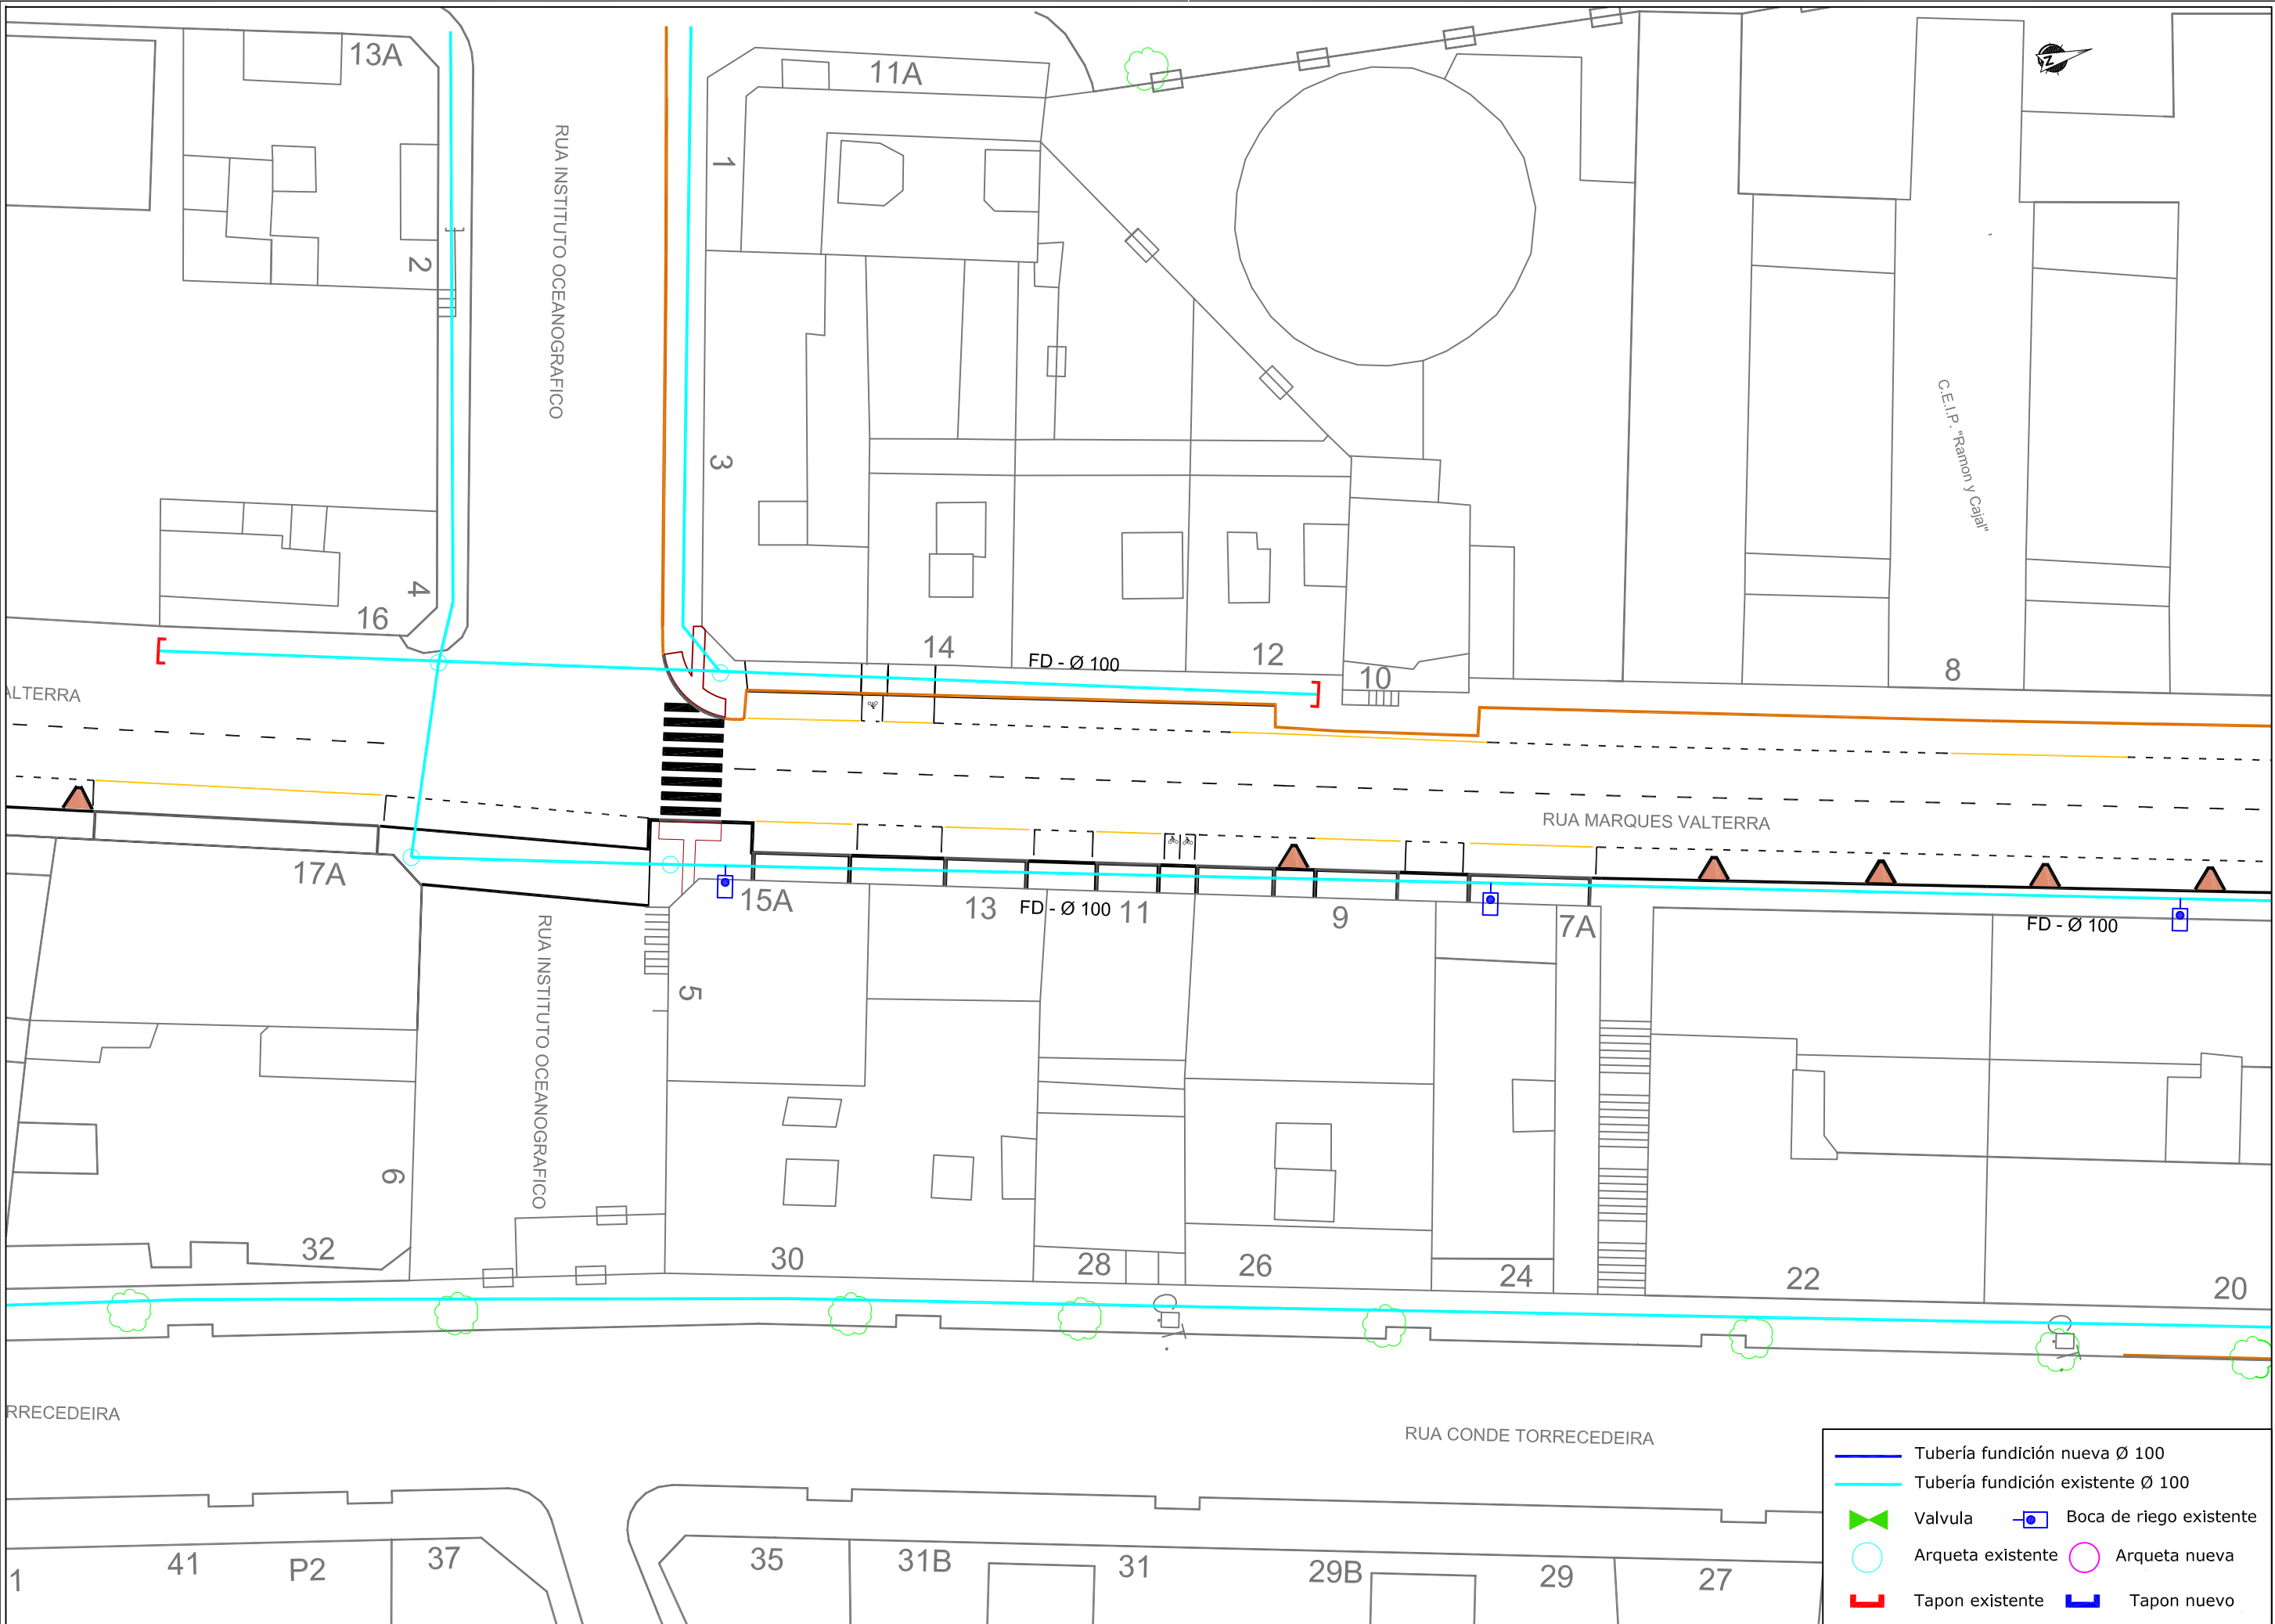 13A
11A
N
RUA INSTITUTO OCEANOGRAFICO
1
2
C.E.I.P. "Ramon y Cajal"
3
4
16
14
FD - Ø 100
12
10
8
ALTERRA
RUA MARQUES VALTERRA
17A
15A
13
FD - Ø 100
11
9
7A
FD - Ø 100
RUA INSTITUTO OCEANOGRAFICO
5
6
32
30
28
26
24
22
20
RRECEDEIRA
RUA CONDE TORRECEDEIRA
Tubería fundición nueva Ø 100
Tubería fundición existente Ø 100
Valvula
Boca de riego existente
Arqueta existente
Arqueta nueva
Tapon existente
Tapon nuevo
1
41
P2
37
35
31B
31
29B
29
27